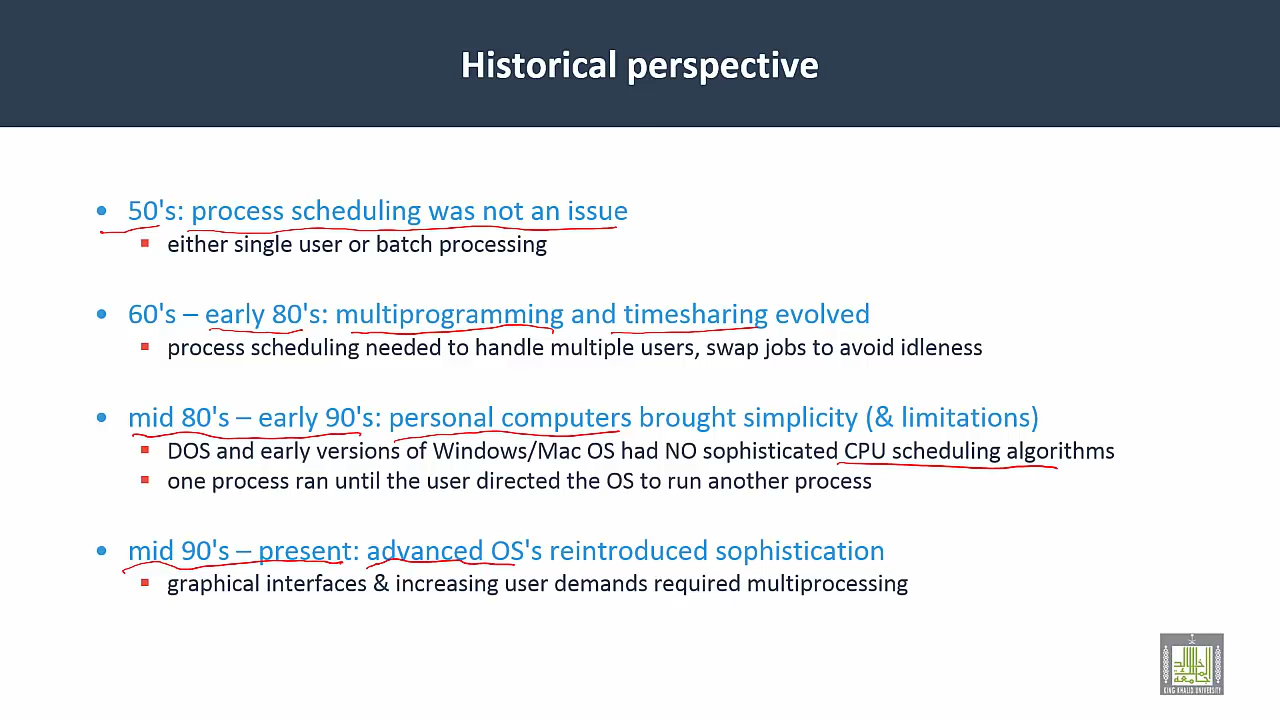 Historical perspective
• 50's: process scheduling was not an issue
▪ either single user or batch processing
• 60's – early 80's: multiprogramming and timesharing evolved
▪ process scheduling needed to handle multiple users, swap jobs to avoid idleness
• mid 80's – early 90's: personal computers brought simplicity (& limitations)
▪ DOS and early versions of Windows/Mac OS had NO sophisticated CPU scheduling algorithms
▪ one process ran until the user directed the OS to run another process
• mid 90's – present: advanced OS's reintroduced sophistication
▪ graphical interfaces & increasing user demands required multiprocessing
KING KHALID UNIVERSITY